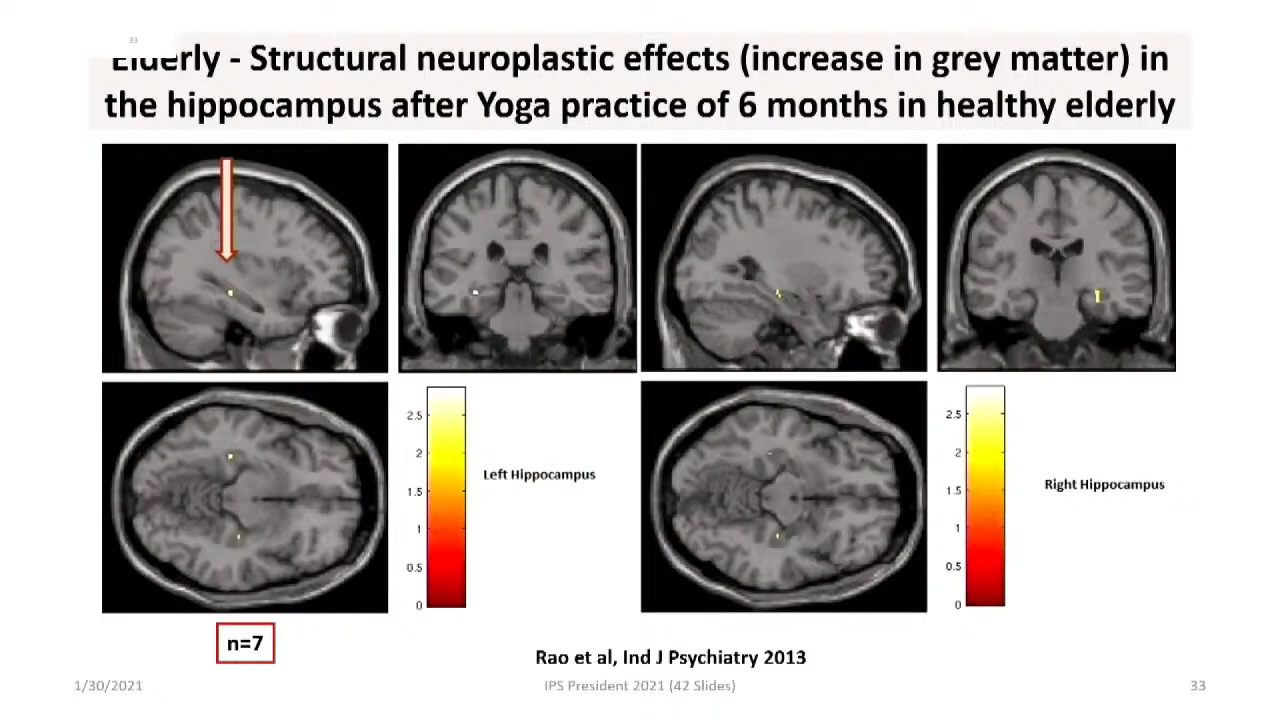 33
Elderly - Structural neuroplastic effects (increase in grey matter) in
the hippocampus after Yoga practice of 6 months in healthy elderly
2.5
2
1.5
1
0.5
0
Left Hippocampus
2.5
2
1.5
1
0.5
0
Right Hippocampus
n=7
Rao et al, Ind J Psychiatry 2013
1/30/2021
IPS President 2021 (42 Slides)
33